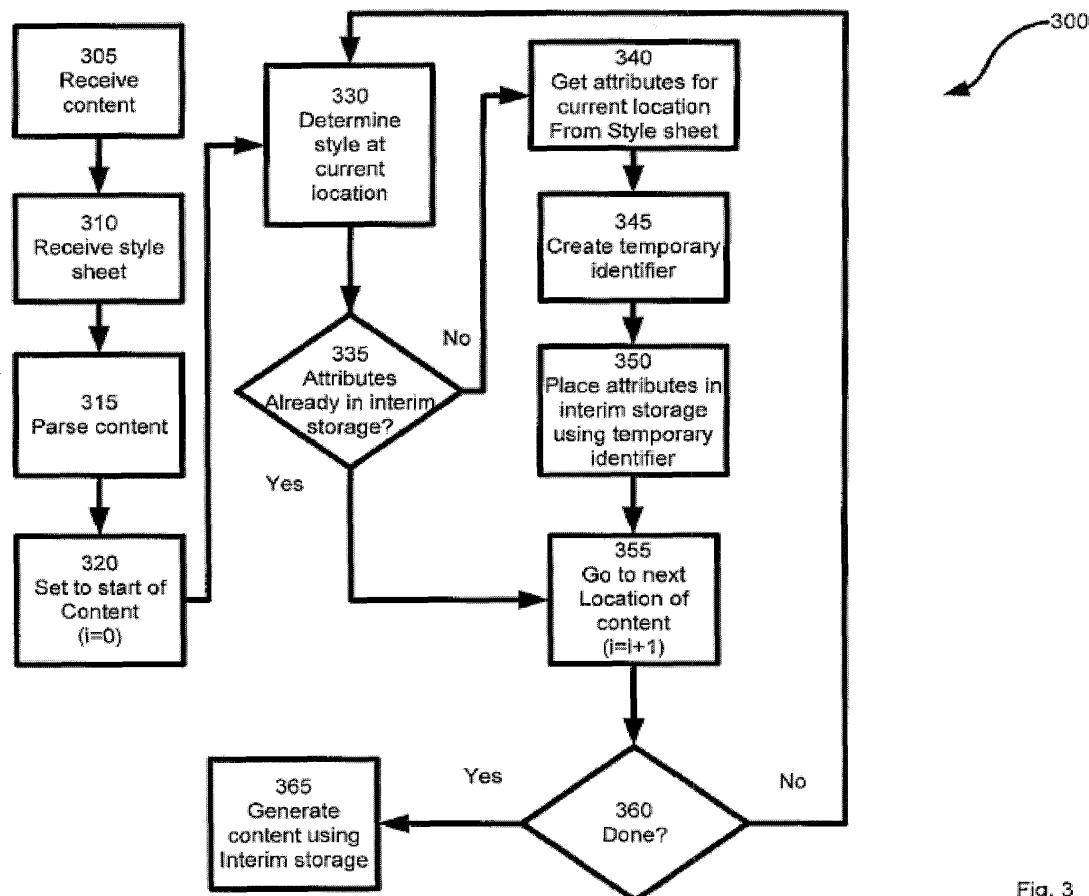 300
305
Receive
content
310
Receive style
sheet
315
Parse content
320
Set to start of
Content
(i=0)
330
Determine
style at
current
location
335
Attributes
Already in interim
storage?
No
Yes
340
Get attributes for
current location
From Style sheet
345
Create temporary
identifier
350
Place attributes in
interim storage
using temporary
identifier
355
Go to next
Location of
content
(i=i+1)
360
Done?
Yes
No
365
Generate
content using
Interim storage
Fig. 3